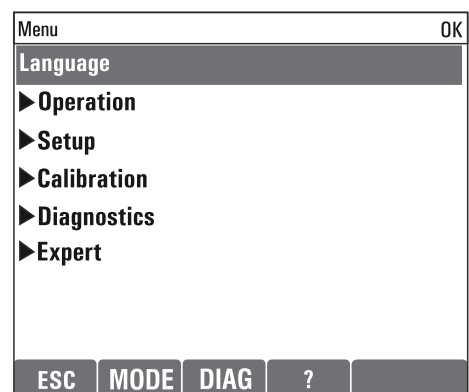 Menu OK
Language
▶Operation
▶Setup
▶Calibration
▶Diagnostics
▶Expert
ESC MODE DIAG ?